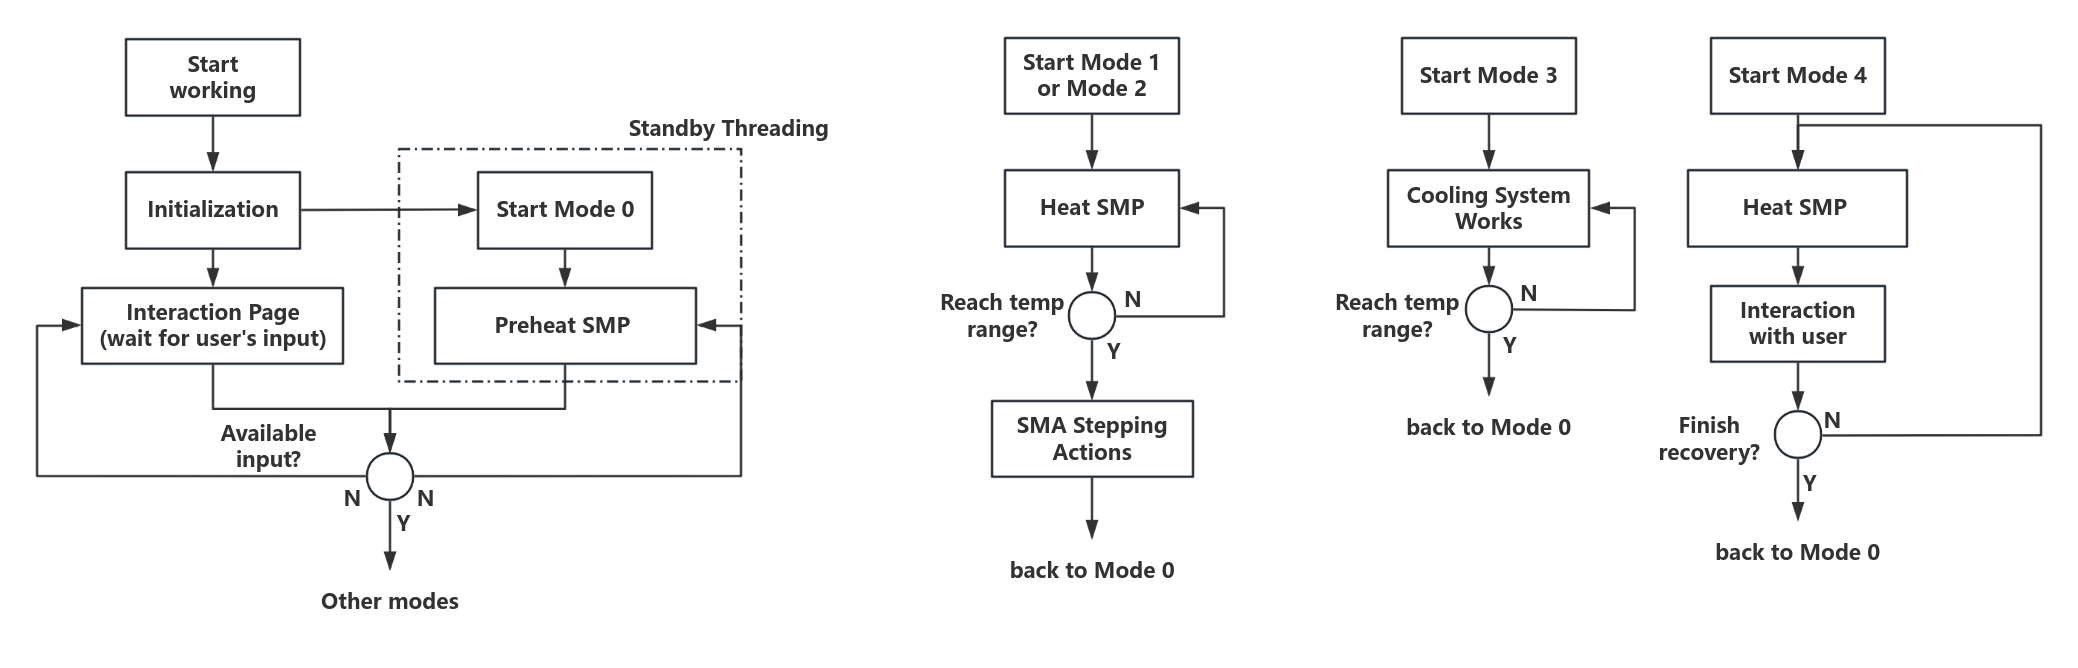 Start
working
Standby Threading
Initialization
Start Mode 0
Interaction Page
(wait for user's input)
Preheat SMP
Available
input?
N
N
Y
Other modes
Start Mode 1
or Mode 2
Heat SMP
Reach temp
range?
N
Y
SMA Stepping
Actions
back to Mode 0
Start Mode 3
Cooling System
Works
Reach temp
range?
N
Y
back to Mode 0
Start Mode 4
Heat SMP
Interaction
with user
Finish
recovery?
N
Y
back to Mode 0